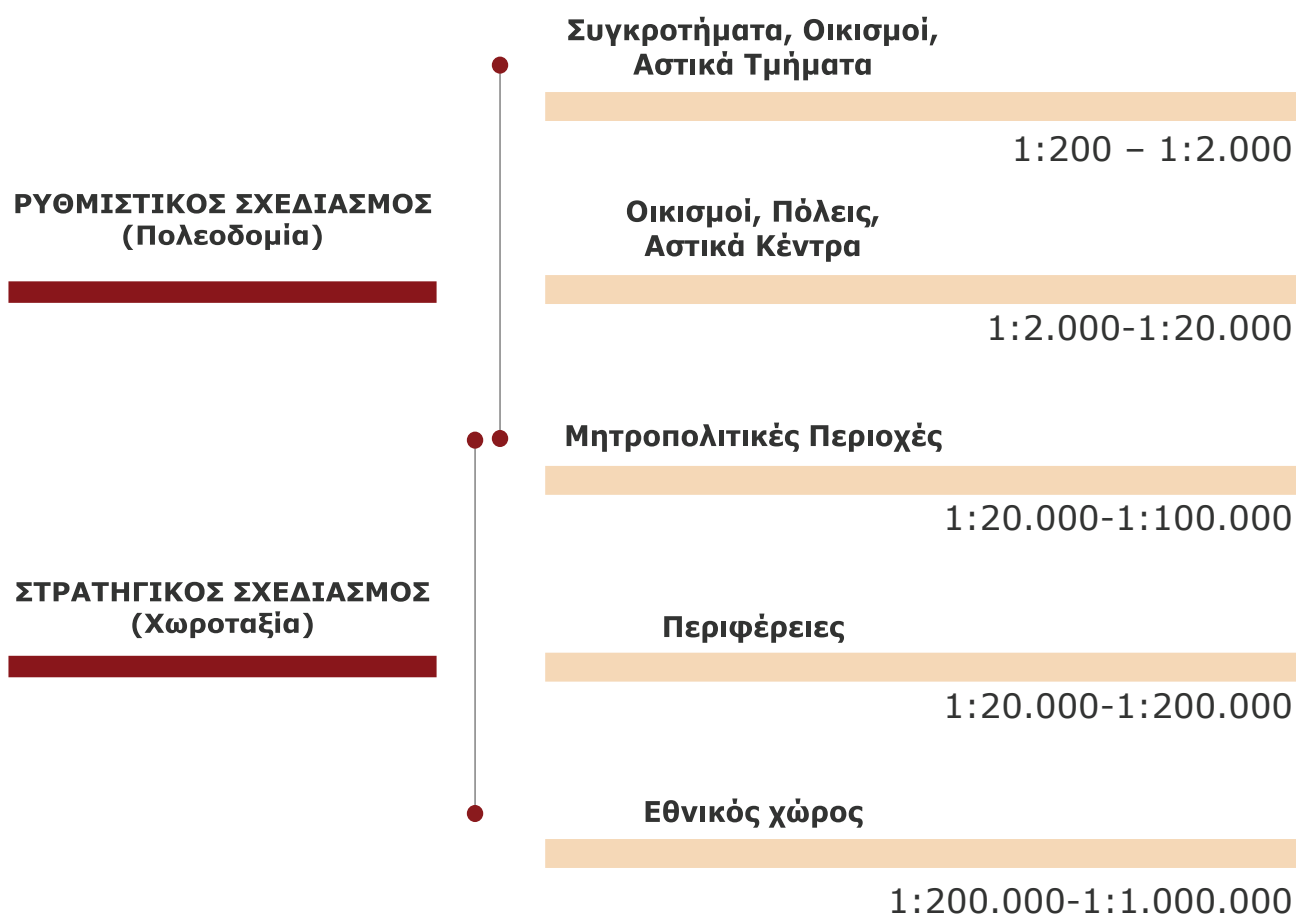 Συγκροτήματα, Οικισμοί,
Αστικά Τμήματα
1:200 – 1:2.000
ΡΥΘΜΙΣΤΙΚΟΣ ΣΧΕΔΙΑΣΜΟΣ
(Πολεοδομία)
Οικισμοί, Πόλεις,
Αστικά Κέντρα
1:2.000-1:20.000
Μητροπολιτικές Περιοχές
1:20.000-1:100.000
ΣΤΡΑΤΗΓΙΚΟΣ ΣΧΕΔΙΑΣΜΟΣ
(Χωροταξία)
Περιφέρειες
1:20.000-1:200.000
Εθνικός χώρος
1:200.000-1:1.000.000